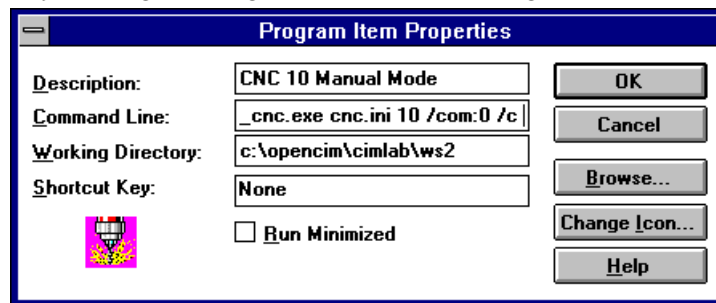 Program Item Properties
Description: CNC 10 Manual Mode OK
Command Line: _cnc.exe cnc.ini 10 /com:0 /c Cancel
Working Directory: c:\opencim\cimlab\ws2
Shortcut Key: None Browse...
Run Minimized Change Icon...
Help